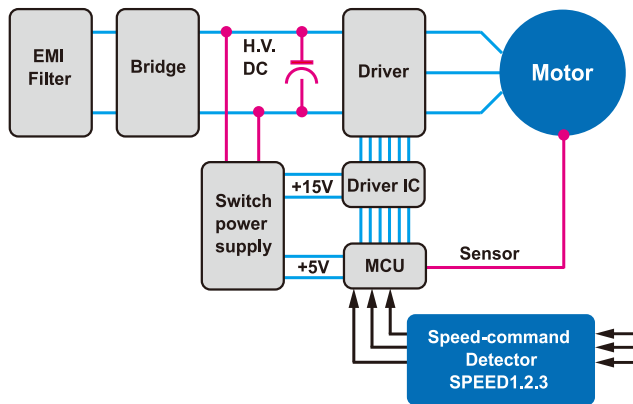 EMI
Filter
Bridge
H.V.
DC
Driver
Motor
Switch
power
supply
+15V
Driver IC
+5V
MCU
Sensor
Speed-command
Detector
SPEED1.2.3